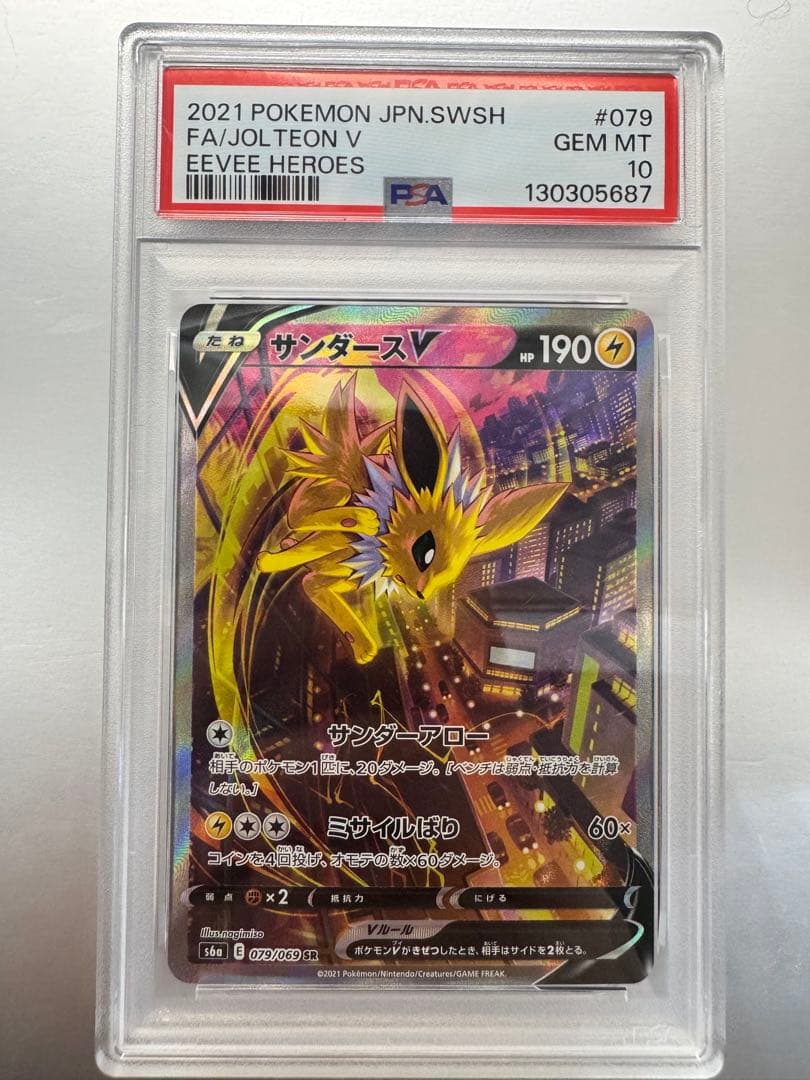 2021 POKEMON JPN.SWSH #079
FA/JOLTEON V GEM MT
EEVEE HEROES 10
PSA 130305687
たね サンダースV HP 190
サンダーアロー
相手のポケモン1匹に、20ダメージ。[ベンチは弱点・抵抗力を計算
しない。]
ミサイルばり 60×
コインを4回投げ、オモテの数×60ダメージ。
弱点 ×2 抵抗力 にげる
Illus. nagimiso
Vルール
ポケモンVがきぜつしたとき、相手はサイドを2枚とる。
s6a E 079/069 SR
©2021 Pokémon/Nintendo/Creatures/GAME FREAK.